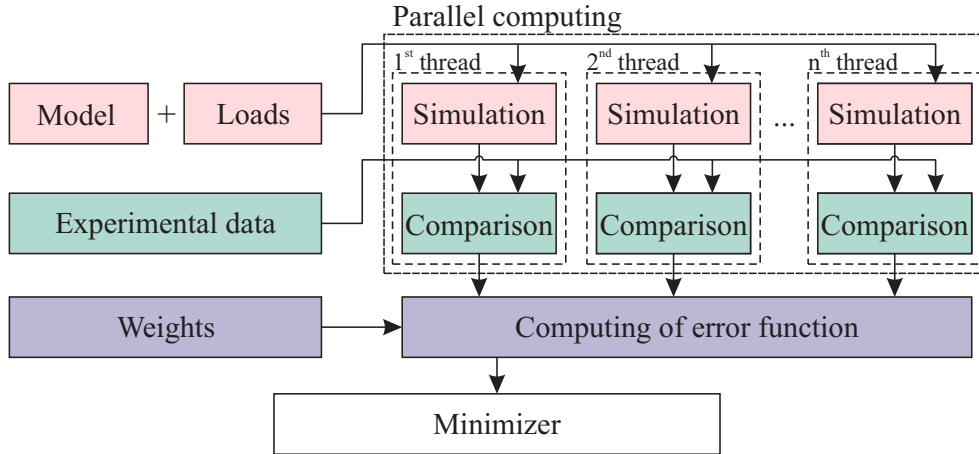 Parallel computing
1st thread 2nd thread nth thread
Model + Loads Simulation Simulation ... Simulation
Experimental data Comparison Comparison Comparison
Weights Computing of error function
Minimizer